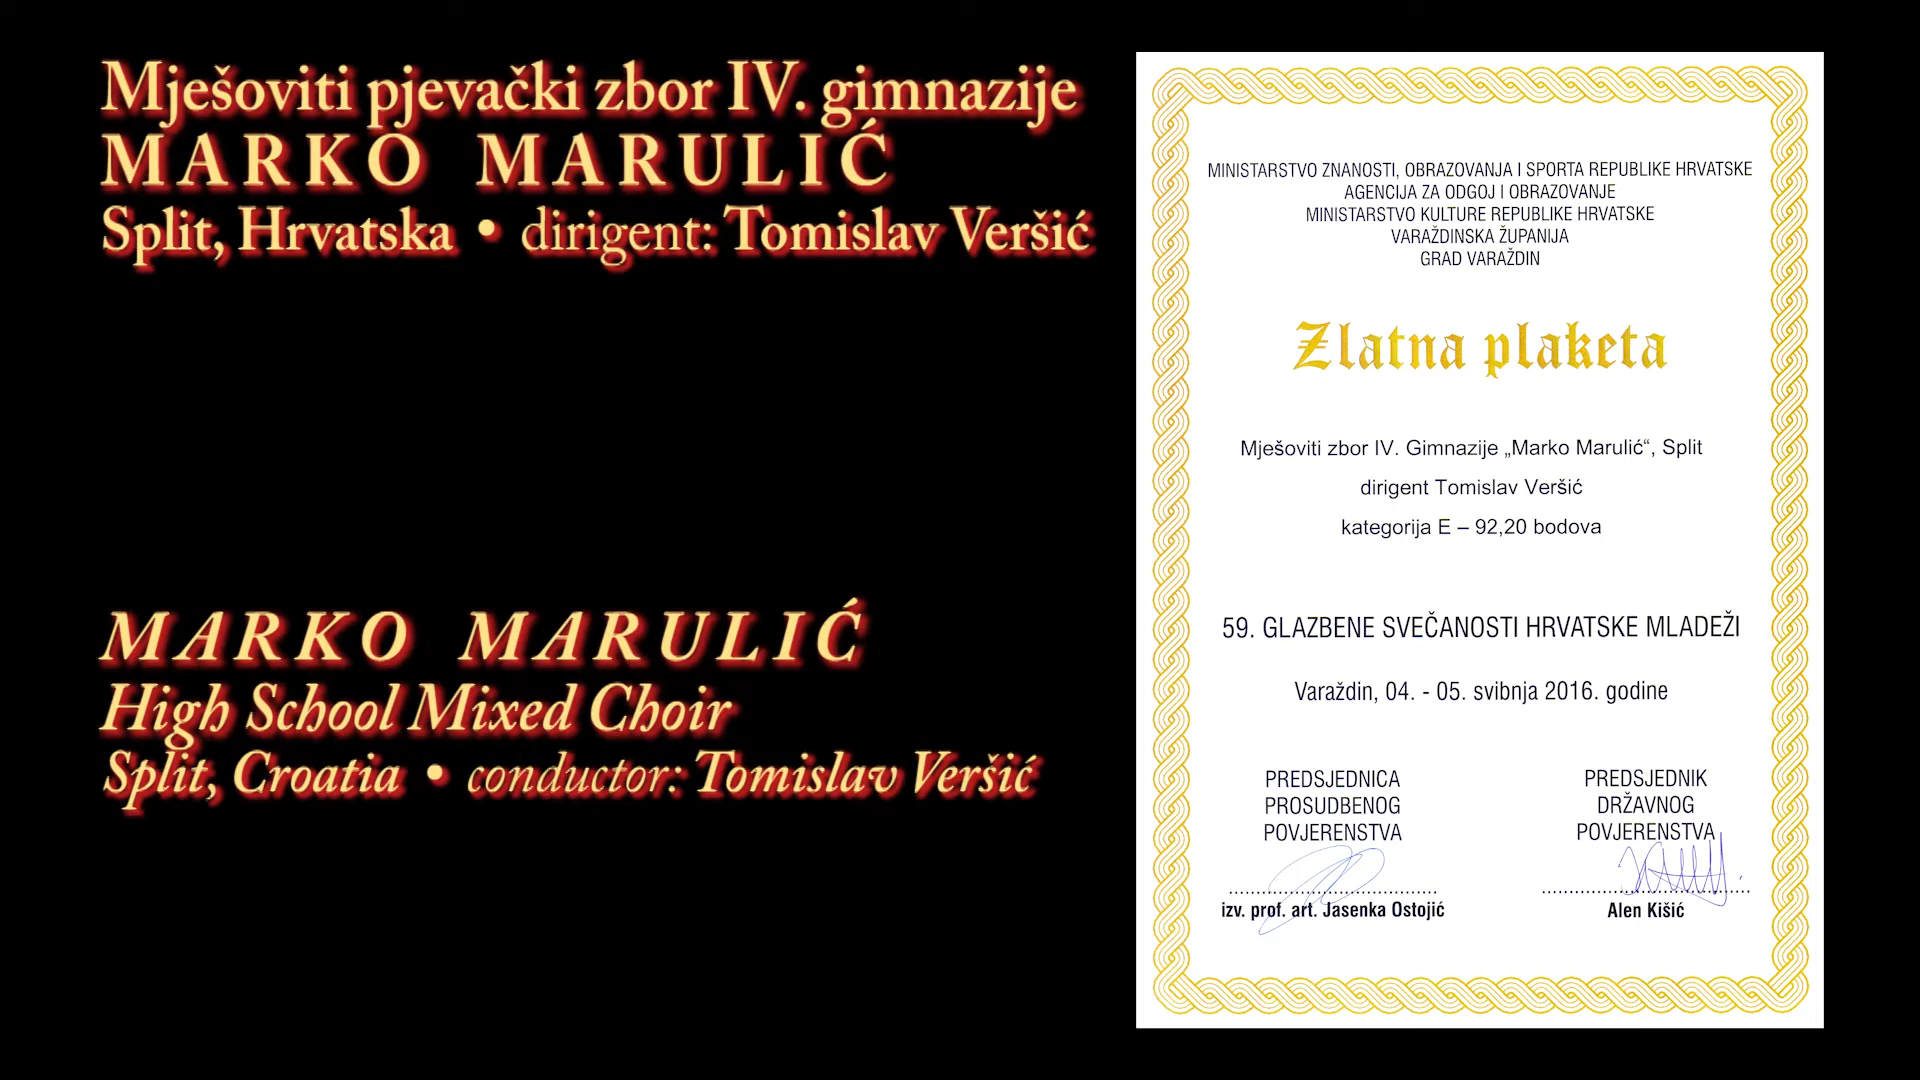 Mješoviti pjevački zbor IV. gimnazije
MARKO MARULIĆ
Split, Hrvatska • dirigent: Tomislav Veršić
MARKO MARULIĆ
High School Mixed Choir
Split, Croatia • conductor: Tomislav Veršić
MINISTARSTVO ZNANOSTI, OBRAZOVANJA I SPORTA REPUBLIKE HRVATSKE
AGENCIJA ZA ODGOJ I OBRAZOVANJE
MINISTARSTVO KULTURE REPUBLIKE HRVATSKE
VARAŽDINSKA ŽUPANIJA
GRAD VARAŽDIN
Zlatna plaketa
Mješoviti zbor IV. Gimnazije „Marko Marulić“, Split
dirigent Tomislav Veršić
kategorija E – 92,20 bodova
59. GLAZBENE SVEČANOSTI HRVATSKE MLADEŽI
Varaždin, 04. - 05. svibnja 2016. godine
PREDSJEDNICA
PROSUDBENOG
POVJERENSTVA
izv. prof. art. Jasenka Ostojić
PREDSJEDNIK
DRŽAVNOG
POVJERENSTVA
Alen Kišić